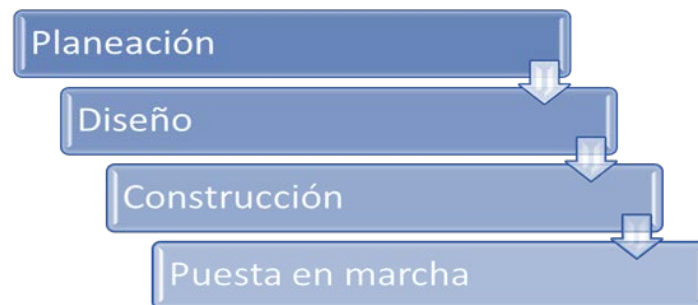 Planeación
Diseño
Construcción
Puesta en marcha